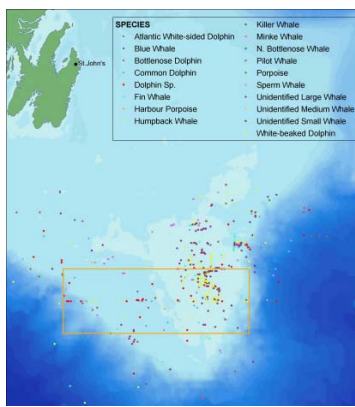 SPECIES
Atlantic White-sided Dolphin
Blue Whale
Bottlenose Dolphin
Common Dolphin
Dolphin Sp.
Fin Whale
Harbour Porpoise
Humpback Whale
Killer Whale
Minke Whale
N. Bottlenose Whale
Pilot Whale
Porpoise
Sperm Whale
Unidentified Large Whale
Unidentified Medium Whale
Unidentified Small Whale
White-beaked Dolphin
St.John's